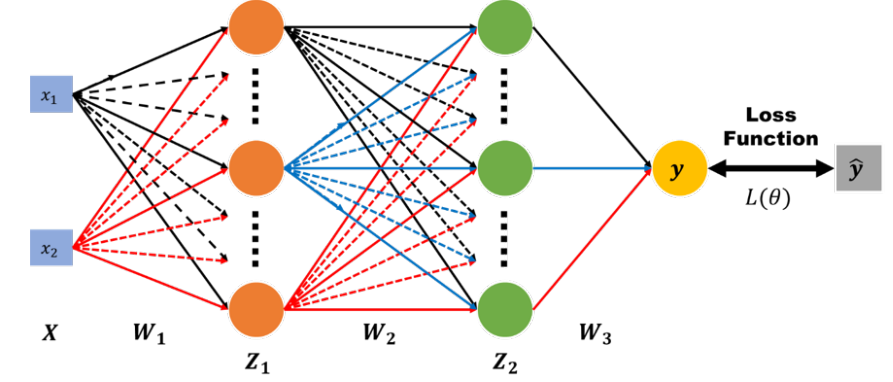 x₁
x₂
y
Loss
Function
L(θ)
ŷ
X
W₁
Z₁
W₂
Z₂
W₃